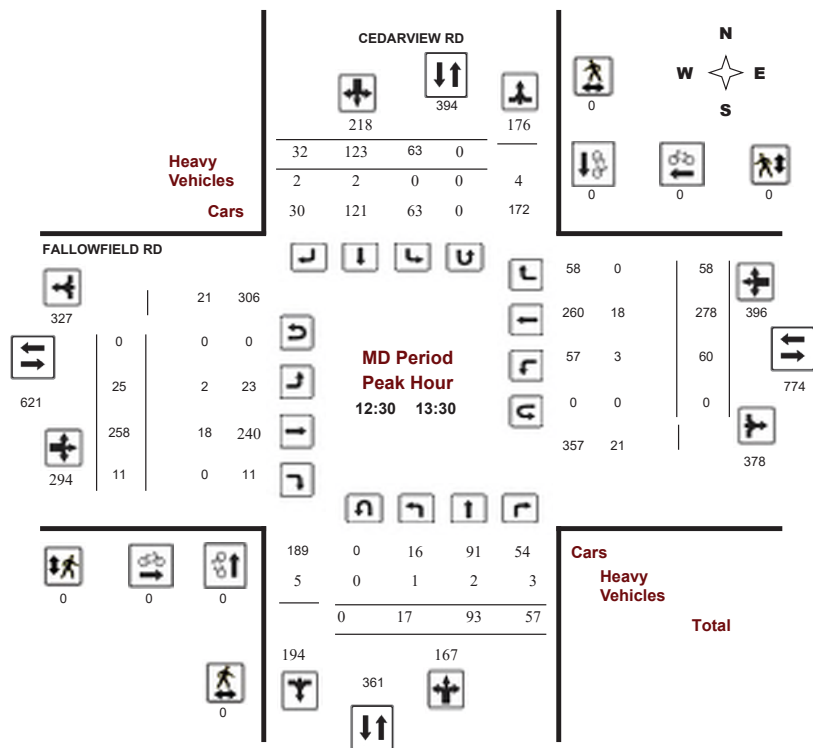 CEDARVIEW RD
N
W E
S
394
0
218
176
32 123 63 0
Heavy
Vehicles
2 2 0 0 4
Cars
30 121 63 0 172
0 0 0
FALLOWFIELD RD
58 0 58
21 306
327
260 18 278 396
0 0 0
MD Period
Peak Hour
12:30 13:30
57 3 60
25 2 23
774
621
0 0 0
258 18 240
357 21
378
294
11 0 11
189 0 16 91 54
Cars
5 0 1 2 3
Heavy
Vehicles
0 0 0
0 17 93 57
Total
194
167
361
0